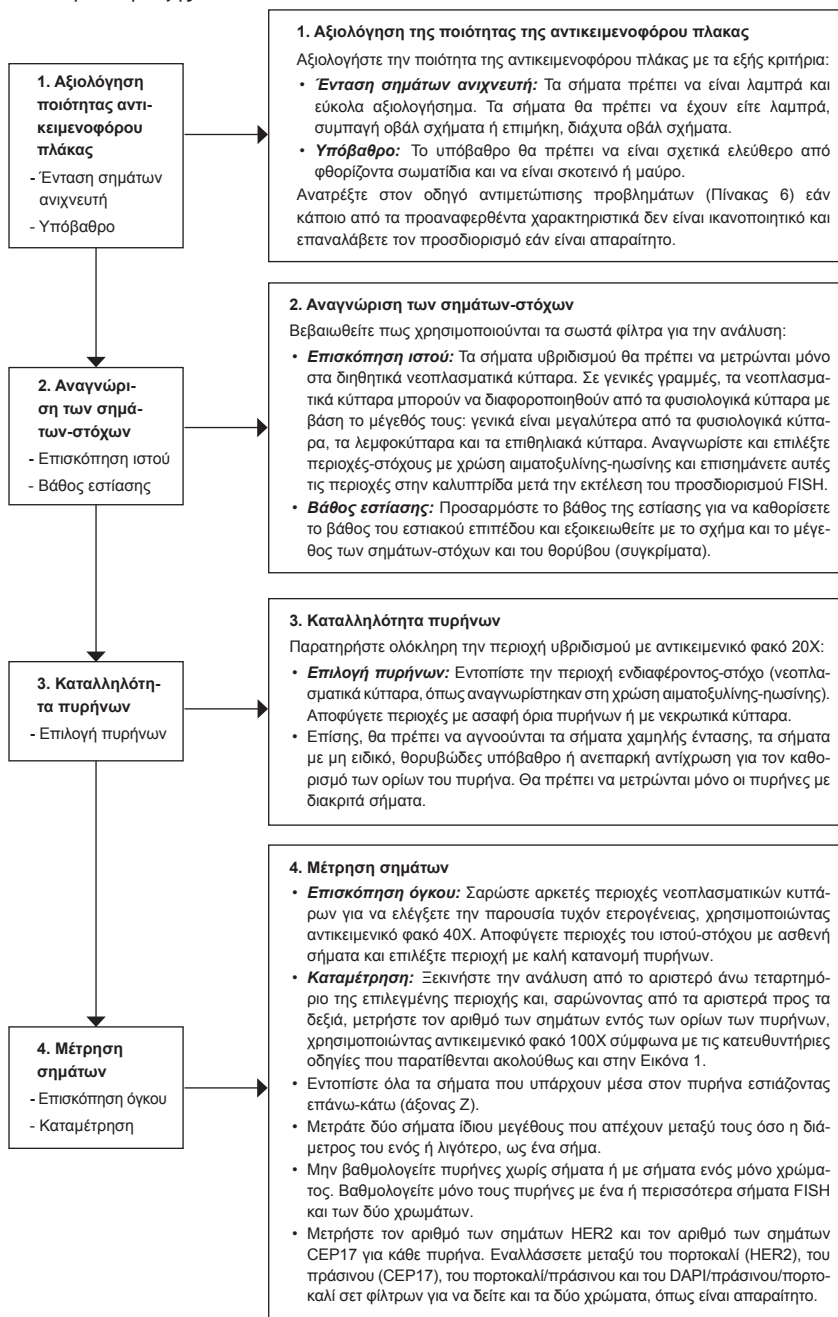 1. Αξιολόγηση
ποιότητας αντι-
κειμενοφόρου
πλάκας
- Ένταση σημάτων
ανιχνευτή
- Υπόβαθρο
1. Αξιολόγηση της ποιότητας της αντικειμενοφόρου πλακας
Αξιολογήστε την ποιότητα της αντικειμενοφόρου πλάκας με τα εξής κριτήρια:
• Ένταση σημάτων ανιχνευτή: Τα σήματα πρέπει να είναι λαμπρά και
εύκολα αξιολογήσημα. Τα σήματα θα πρέπει να έχουν είτε λαμπρά,
συμπαγή οβάλ σχήματα ή επιμήκη, διάχυτα οβάλ σχήματα.
• Υπόβαθρο: Το υπόβαθρο θα πρέπει να είναι σχετικά ελεύθερο από
φθορίζοντα σωματίδια και να είναι σκοτεινό ή μαύρο.
Ανατρέξτε στον οδηγό αντιμετώπισης προβλημάτων (Πίνακας 6) εάν
κάποιο από τα προαναφερθέντα χαρακτηριστικά δεν είναι ικανοποιητικό και
επαναλάβετε τον προσδιορισμό εάν είναι απαραίτητο.
2. Αναγνώρι-
ση των σημά-
των-στόχων
- Επισκόπηση ιστού
- Βάθος εστίασης
2. Αναγνώριση των σημάτων-στόχων
Βεβαιωθείτε πως χρησιμοποιούνται τα σωστά φίλτρα για την ανάλυση:
• Επισκόπηση ιστού: Τα σήματα υβριδισμού θα πρέπει να μετρώνται μόνο
στα διηθητικά νεοπλασματικά κύτταρα. Σε γενικές γραμμές, τα νεοπλασμα-
τικά κύτταρα μπορούν να διαφοροποιηθούν από τα φυσιολογικά κύτταρα με
βάση το μέγεθός τους: γενικά είναι μεγαλύτερα από τα φυσιολογικά κύττα-
ρα, τα λεμφοκύτταρα και τα επιθηλιακά κύτταρα. Αναγνωρίστε και επιλέξτε
περιοχές-στόχους με χρώση αιματοξυλίνης-ηωσίνης και επισημάνετε αυτές
τις περιοχές στην καλυπτρίδα μετά την εκτέλεση του προσδιορισμού FISH.
• Βάθος εστίασης: Προσαρμόστε το βάθος της εστίασης για να καθορίσετε
το βάθος του εστιακού επιπέδου και εξοικειωθείτε με το σχήμα και το μέγε-
θος των σημάτων-στόχων και του θορύβου (συγκρίματα).
3. Καταλληλότη-
τα πυρήνων
- Επιλογή πυρήνων
3. Καταλληλότητα πυρήνων
Παρατηρήστε ολόκληρη την περιοχή υβριδισμού με αντικειμενικό φακό 20X:
• Επιλογή πυρήνων: Εντοπίστε την περιοχή ενδιαφέροντος-στόχο (νεοπλα-
σματικά κύτταρα, όπως αναγνωρίστηκαν στη χρώση αιματοξυλίνης-ηωσίνης).
Αποφύγετε περιοχές με ασαφή όρια πυρήνων ή με νεκρωτικά κύτταρα.
• Επίσης, θα πρέπει να αγνοούνται τα σήματα χαμηλής έντασης, τα σήματα
με μη ειδικό, θορυβώδες υπόβαθρο ή ανεπαρκή αντίχρωση για τον καθο-
ρισμό των ορίων του πυρήνα. Θα πρέπει να μετρώνται μόνο οι πυρήνες με
διακριτά σήματα.
4. Μέτρηση
σημάτων
- Επισκόπηση όγκου
- Καταμέτρηση
4. Μέτρηση σημάτων
• Επισκόπηση όγκου: Σαρώστε αρκετές περιοχές νεοπλασματικών κυττά-
ρων για να ελέγξετε την παρουσία τυχόν ετερογένειας, χρησιμοποιώντας
αντικειμενικό φακό 40X. Αποφύγετε περιοχές του ιστού-στόχου με ασθενή
σήματα και επιλέξτε περιοχή με καλή κατανομή πυρήνων.
• Καταμέτρηση: Ξεκινήστε την ανάλυση από το αριστερό άνω τεταρτημό-
ριο της επιλεγμένης περιοχής και, σαρώνοντας από τα αριστερά προς τα
δεξιά, μετρήστε τον αριθμό των σημάτων εντός των ορίων των πυρήνων,
χρησιμοποιώντας αντικειμενικό φακό 100X σύμφωνα με τις κατευθυντήριες
οδηγίες που παρατίθενται ακολούθως και στην Εικόνα 1.
• Εντοπίστε όλα τα σήματα που υπάρχουν μέσα στον πυρήνα εστιάζοντας
επάνω-κάτω (άξονας Z).
• Μετράτε δύο σήματα ίδιου μεγέθους που απέχουν μεταξύ τους όσο η διά-
μετρος του ενός ή λιγότερο, ως ένα σήμα.
• Μην βαθμολογείτε πυρήνες χωρίς σήματα ή με σήματα ενός μόνο χρώμα-
τος. Βαθμολογείτε μόνο τους πυρήνες με ένα ή περισσότερα σήματα FISH
και των δύο χρωμάτων.
• Μετρήστε τον αριθμό των σημάτων HER2 και τον αριθμό των σημάτων
CEP17 για κάθε πυρήνα. Εναλλάσσετε μεταξύ του πορτοκαλί (HER2), του
πράσινου (CEP17), του πορτοκαλί/πράσινου και του DAPI/πράσινου/πορτο-
καλί σετ φίλτρων για να δείτε και τα δύο χρώματα, όπως είναι απαραίτητο.